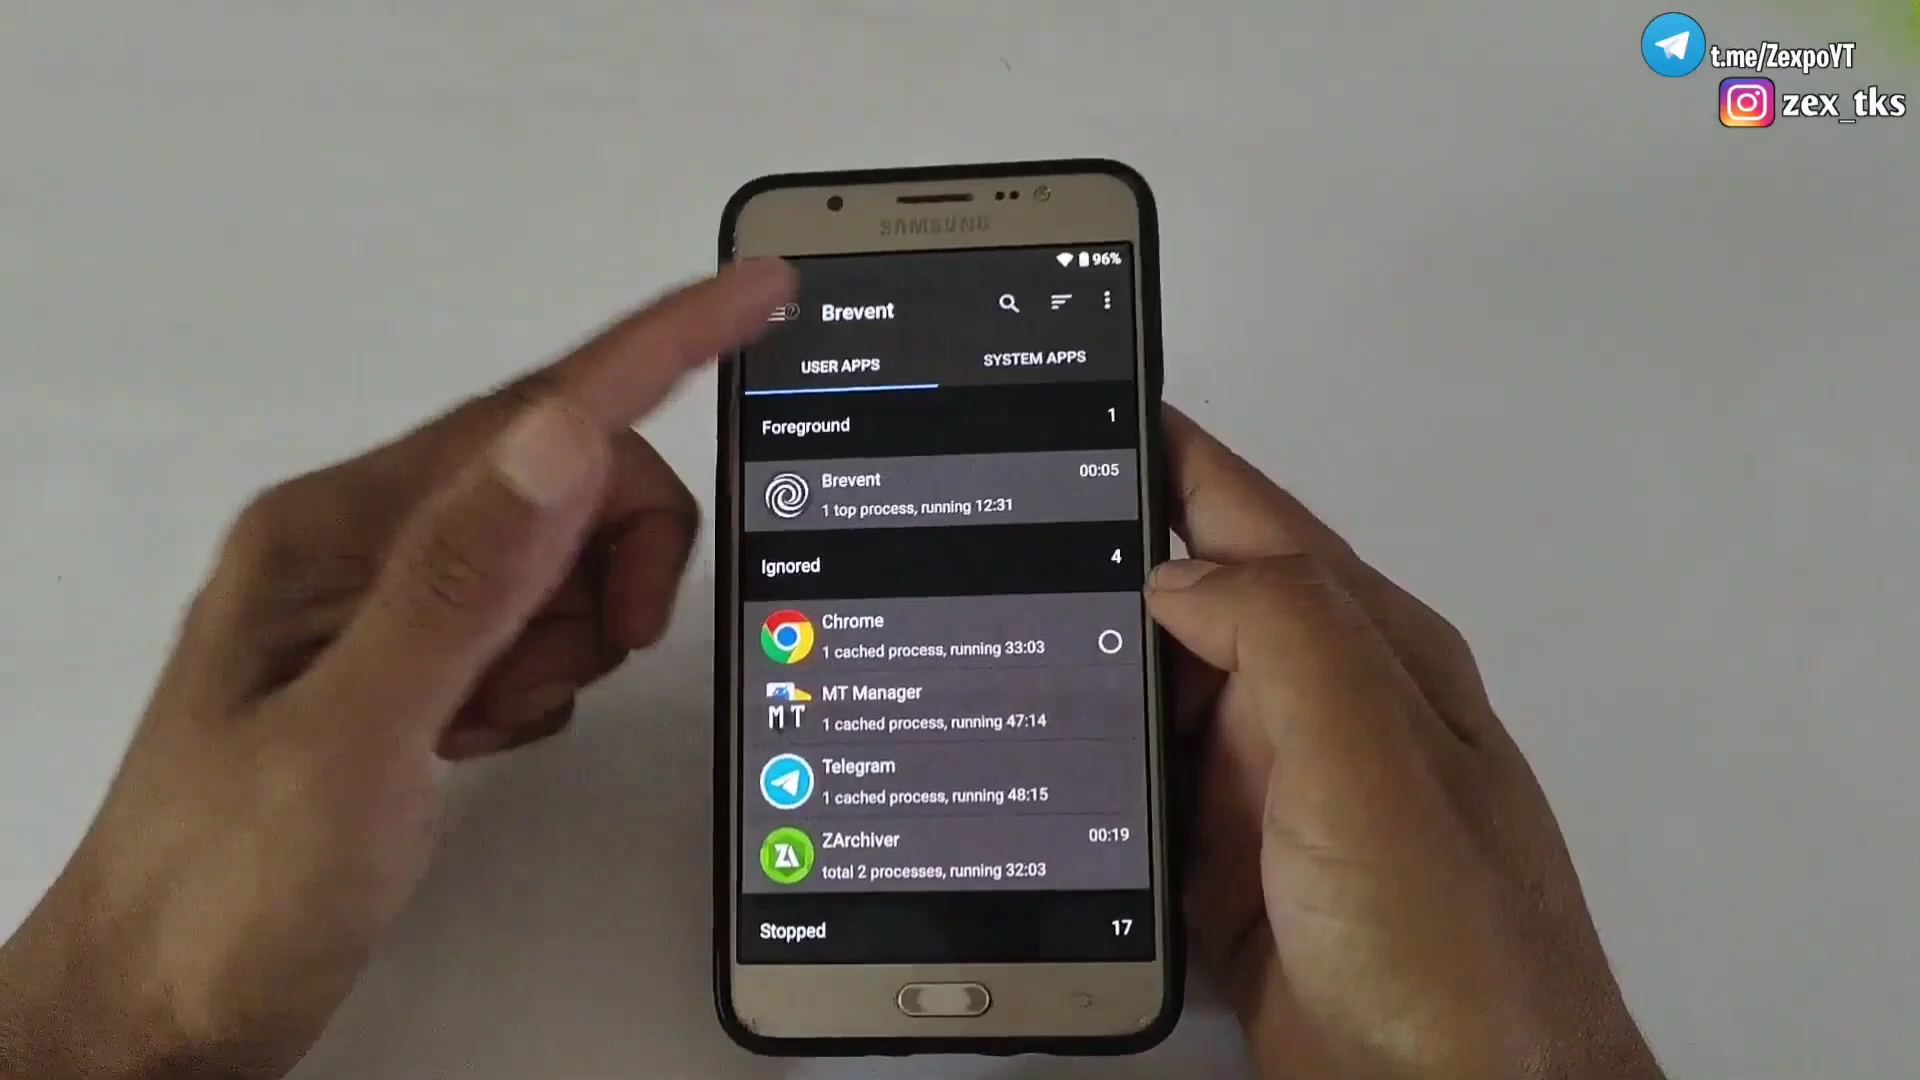 t.me/ZexpoYT
zex_tks
SAMSUNG
96%
Brevent
USER APPS
SYSTEM APPS
Foreground
1
Brevent
00:05
1 top process, running 12:31
Ignored
4
Chrome
1 cached process, running 33:03
MT
MT Manager
1 cached process, running 47:14
Telegram
1 cached process, running 48:15
ZA
ZArchiver
00:19
total 2 processes, running 32:03
Stopped
17